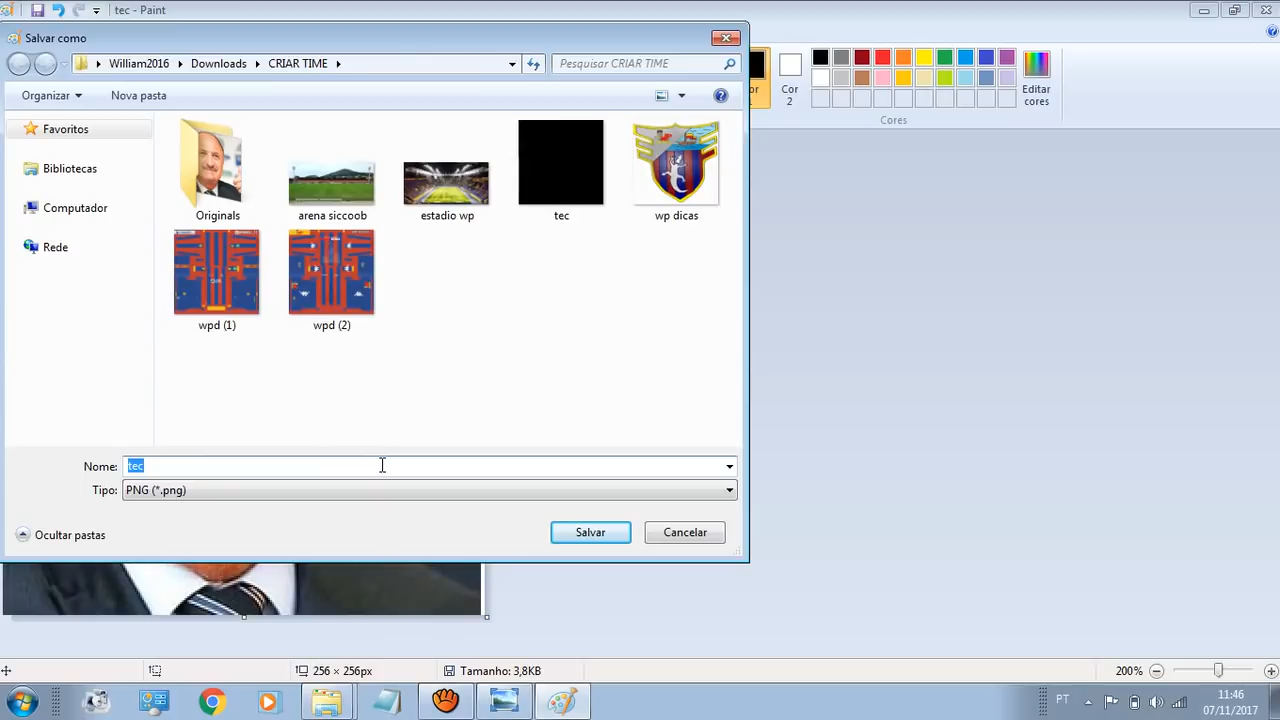 tec - Paint
Salvar como
William2016 Downloads CRIAR TIME
Pesquisar CRIAR TIME
Organizar
Nova pasta
Favoritos
Bibliotecas
Computador
Rede
Originals
arena siccoob
estadio wp
tec
wp dicas
wpd (1)
wpd (2)
Nome: tec
Tipo: PNG (*.png)
Ocultar pastas
Salvar
Cancelar
Cor
2
Editar
cores
Cores
256 × 256px
Tamanho: 3,8KB
200%
PT
11:46
07/11/2017